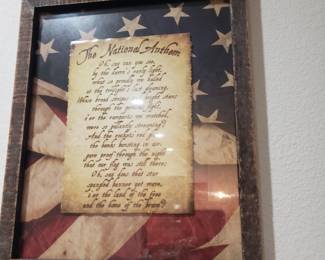 The National Anthem
Oh, say can you see,
by the dawn's early light,
what so proudly we hailed
at the twilight's last gleaming,
Whose broad stripes bright stars
through the perilous fight,
o'er the ramparts we watched,
were so gallantly streaming?
And the rockets red glare
the bombs bursting in air,
gave proof through the night
that our flag was still there;
Oh, say does that star
spangled banner yet wave,
o'er the land of the free
and the home of the brave?